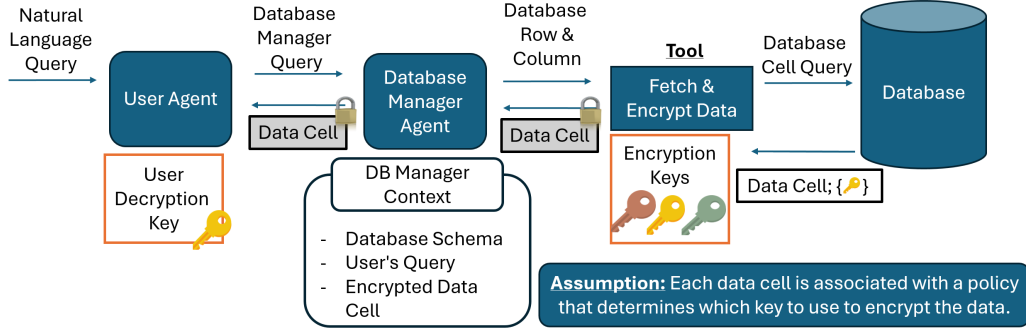 Natural
Language
Query
User Agent
User
Decryption
Key
Database
Manager
Query
Data Cell
Database
Manager
Agent
DB Manager
Context
- Database Schema
- User's Query
- Encrypted Data
Cell
Database
Row &
Column
Data Cell
Tool
Fetch &
Encrypt Data
Encryption
Keys
Database
Cell Query
Data Cell; {🔑}
Database
Assumption: Each data cell is associated with a policy
that determines which key to use to encrypt the data.